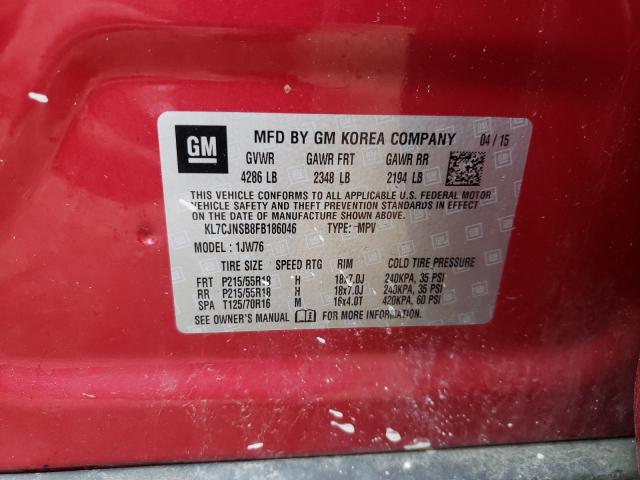 GM MFD BY GM KOREA COMPANY 04 / 15
GVWR GAWR FRT GAWR RR
4286 LB 2348 LB 2194 LB
THIS VEHICLE CONFORMS TO ALL APPLICABLE U.S. FEDERAL MOTOR
VEHICLE SAFETY AND THEFT PREVENTION STANDARDS IN EFFECT ON
THE DATE OF MANUFACTURE SHOWN ABOVE.
KL7CJNSB8FB186046 TYPE: MPV
MODEL : 1JW76
TIRE SIZE SPEED RTG RIM COLD TIRE PRESSURE
FRT P215/55R18 H 18x7.0J 240KPA, 35 PSI
RR P215/55R18 H 18x7.0J 240KPA, 35 PSI
SPA T125/70R16 M 16x4.0T 420KPA, 60 PSI
SEE OWNER'S MANUAL FOR MORE INFORMATION.